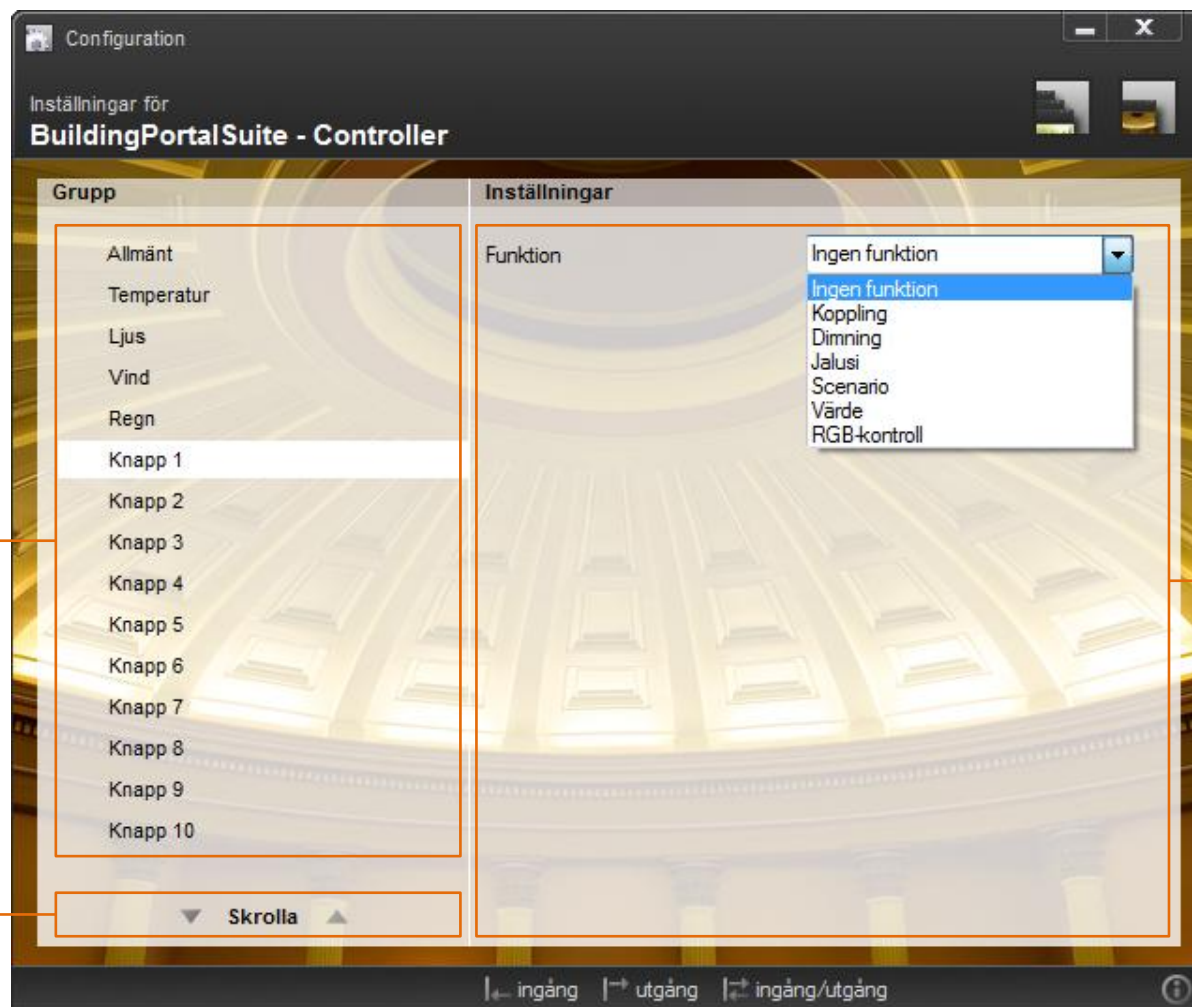 Configuration
Inställningar för
BuildingPortalSuite - Controller
Grupp
Inställningar
Allmänt
Temperatur
Ljus
Vind
Regn
Knapp 1
Knapp 2
Knapp 3
Knapp 4
Knapp 5
Knapp 6
Knapp 7
Knapp 8
Knapp 9
Knapp 10
Skrolla
Funktion
Ingen funktion
Ingen funktion
Koppling
Dimning
Jalusi
Scenario
Värde
RGB-kontroll
ingång utgång ingång/utgång